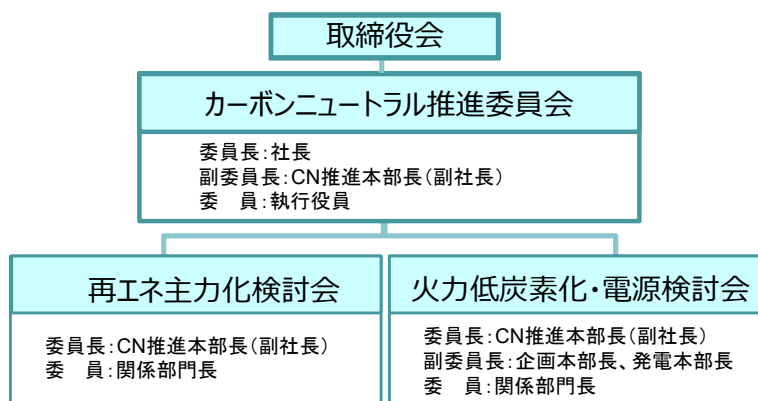 取締役会
カーボンニュートラル推進委員会
委員長:社長
副委員長:CN推進本部長(副社長)
委　員:執行役員
再エネ主力化検討会
委員長:CN推進本部長(副社長)
委　員:関係部門長
火力低炭素化・電源検討会
委員長:CN推進本部長(副社長)
副委員長:企画本部長、発電本部長
委　員:関係部門長